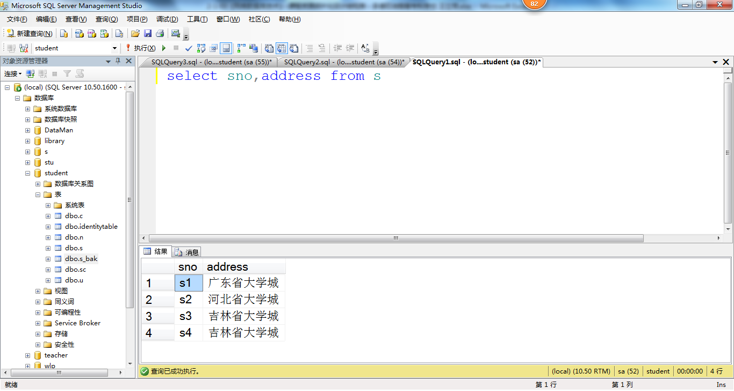 Microsoft SQL Server Management Studio
82
文件(F) 编辑(E) 查看(V) 查询(Q) 项目(P) 调试(D) 工具(T) 窗口(W) 社区(C) 帮助(H)
新建查询(N)
student 执行(X)
对象资源管理器
SQLQuery3.sql - (lo....student (sa (55))* SQLQuery2.sql - (lo....student (sa (54))* SQLQuery1.sql - (lo....student (sa (52))*
连接
select sno,address from s
(local) (SQL Server 10.50.1600 -
数据库
系统数据库
数据库快照
DataMan
library
s
stu
student
数据库关系图
表
系统表
dbo.c
dbo.identitytable
dbo.n
dbo.s
dbo.s_bak
dbo.sc
dbo.u
视图
同义词
可编程性
Service Broker
存储
安全性
teacher
wlp
结果 消息
sno address
1 s1 广东省大学城
2 s2 河北省大学城
3 s3 吉林省大学城
4 s4 吉林省大学城
查询已成功执行。 (local) (10.50 RTM) sa (52) student 00:00:00 4 行
就绪 第 1 行 第 1 列 Ins